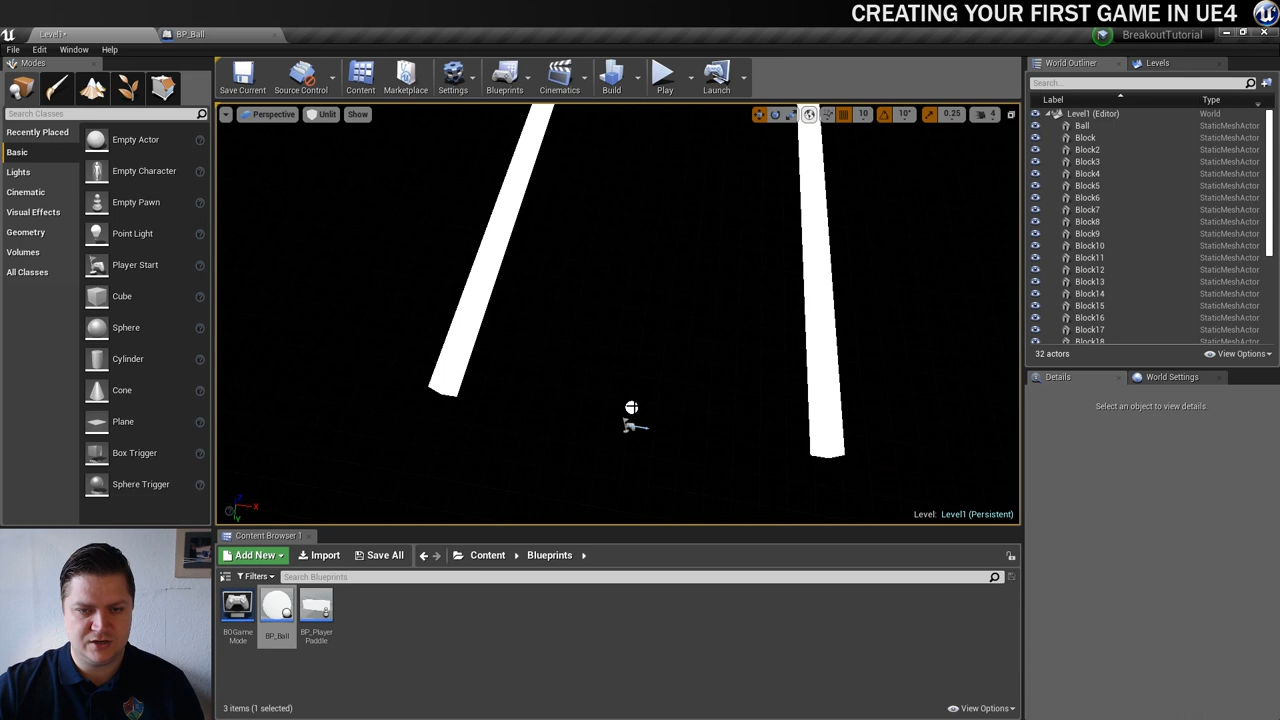 CREATING YOUR FIRST GAME IN UE4
Level1*
BP_Ball
BreakoutTutorial
File Edit Window Help
Modes
Search Classes
Recently Placed
Basic
Lights
Cinematic
Visual Effects
Geometry
Volumes
All Classes
Empty Actor
Empty Character
Empty Pawn
Point Light
Player Start
Cube
Sphere
Cylinder
Cone
Plane
Box Trigger
Sphere Trigger
Save Current Source Control Content Marketplace Settings Blueprints Cinematics Build Play Launch
Perspective Unlit Show
10 10° 0.25 4
Z X Y
Level: Level1 (Persistent)
Content Browser 1
Add New Import Save All Content Blueprints
Filters Search Blueprints
BOGame Mode
BP_Ball
BP_Player Paddle
3 items (1 selected)
View Options
World Outliner Levels
Search...
Label Type
Level1 (Editor) World
Ball StaticMeshActor
Block StaticMeshActor
Block2 StaticMeshActor
Block3 StaticMeshActor
Block4 StaticMeshActor
Block5 StaticMeshActor
Block6 StaticMeshActor
Block7 StaticMeshActor
Block8 StaticMeshActor
Block9 StaticMeshActor
Block10 StaticMeshActor
Block11 StaticMeshActor
Block12 StaticMeshActor
Block13 StaticMeshActor
Block14 StaticMeshActor
Block15 StaticMeshActor
Block16 StaticMeshActor
Block17 StaticMeshActor
Block18 StaticMeshActor
32 actors View Options
Details World Settings
Select an object to view details.